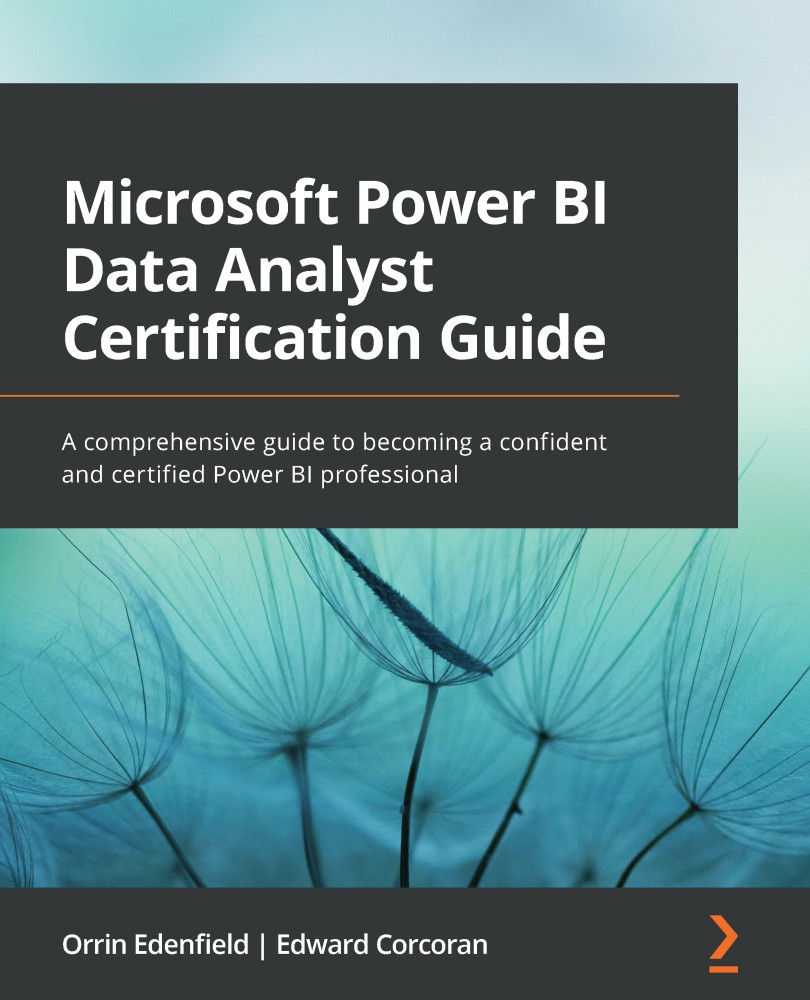 Microsoft Power BI
Data Analyst
Certification Guide
A comprehensive guide to becoming a confident
and certified Power BI professional
Orrin Edenfield | Edward Corcoran